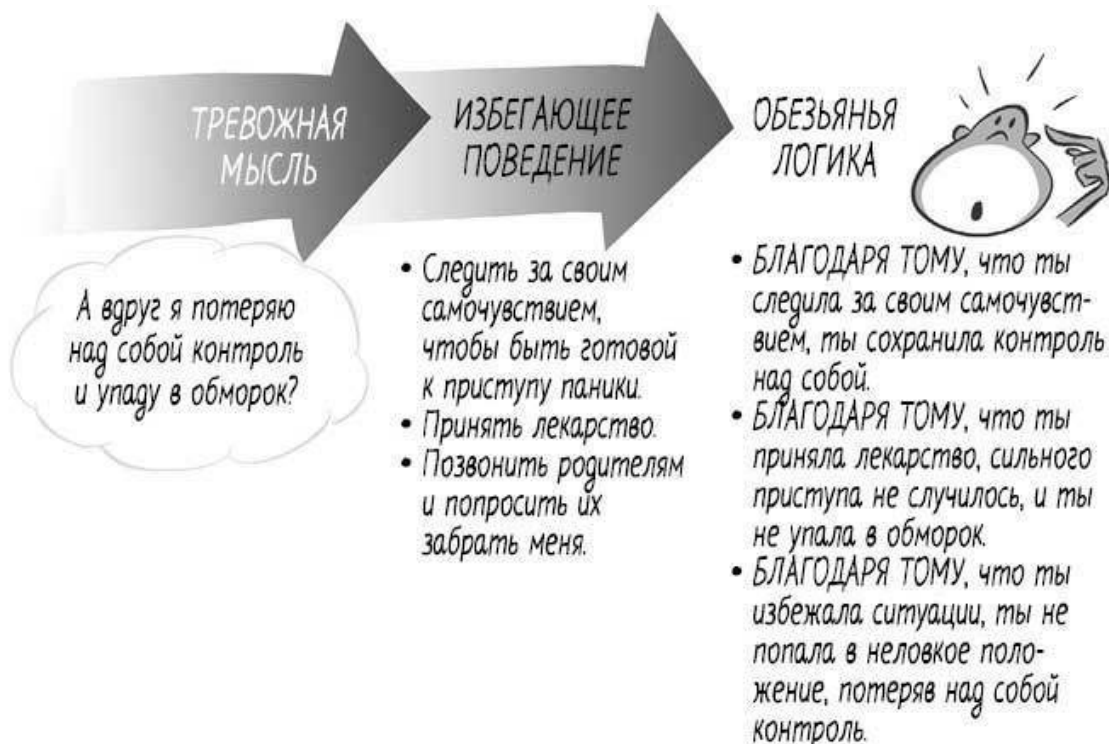 ТРЕВОЖНАЯ
МЫСЛЬ
ИЗБЕГАЮЩЕЕ
ПОВЕДЕНИЕ
ОБЕЗЬЯНЬЯ
ЛОГИКА
А вдруг я потеряю
над собой контроль
и упаду в обморок?
• Следить за своим
самочувствием,
чтобы быть готовой
к приступу паники.
• Принять лекарство.
• Позвонить родителям
и попросить их
забрать меня.
• БЛАГОДАРЯ ТОМУ, что ты
следила за своим самочувст-
вием, ты сохранила контроль
над собой.
• БЛАГОДАРЯ ТОМУ, что ты
приняла лекарство, сильного
приступа не случилось, и ты
не упала в обморок.
• БЛАГОДАРЯ ТОМУ, что ты
избежала ситуации, ты не
попала в неловкое поло-
жение, потеряв над собой
контроль.